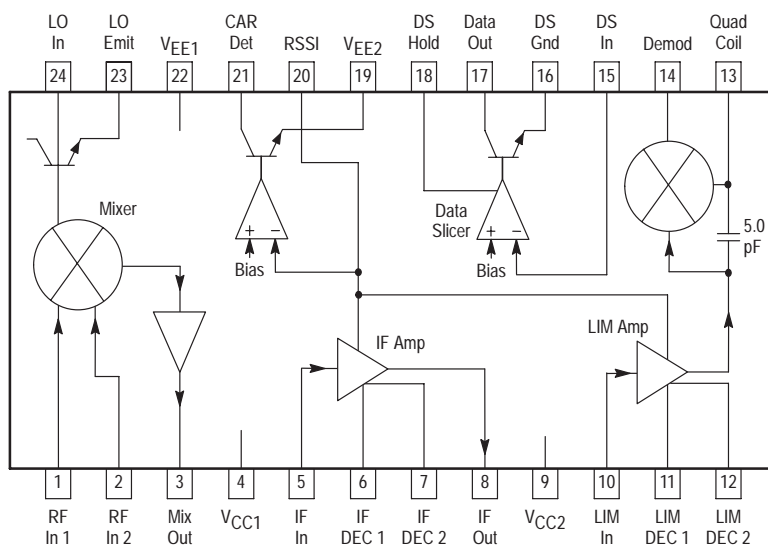 LO In
LO Emit
VEE1
CAR Det
RSSI
VEE2
DS Hold
Data Out
DS Gnd
DS In
Demod
Quad Coil
24
23
22
21
20
19
18
17
16
15
14
13
Mixer
+ –
Bias
Data Slicer
+ –
Bias
5.0 pF
IF Amp
LIM Amp
1
2
3
4
5
6
7
8
9
10
11
12
RF In 1
RF In 2
Mix Out
VCC1
IF In
IF DEC 1
IF DEC 2
IF Out
VCC2
LIM In
LIM DEC 1
LIM DEC 2